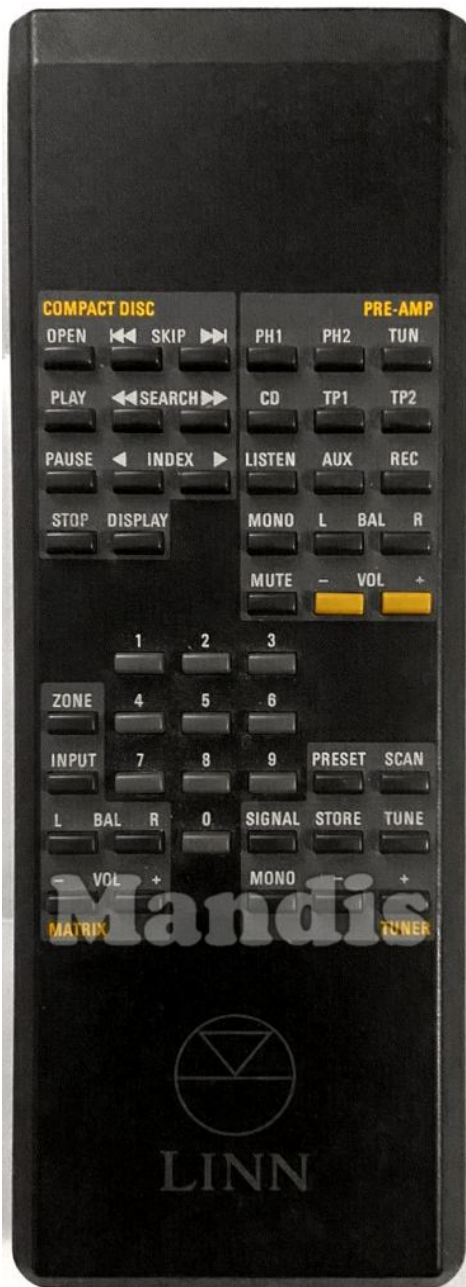 COMPACT DISC PRE-AMP
OPEN SKIP PH1 PH2 TUN
PLAY SEARCH CD TP1 TP2
PAUSE INDEX LISTEN AUX REC
STOP DISPLAY MONO L BAL R
MUTE - VOL +
1 2 3
ZONE 4 5 6
INPUT 7 8 9 PRESET SCAN
L BAL R 0 SIGNAL STORE TUNE
- VOL + MONO - +
Mandis
MATRIX TUNER
LINN